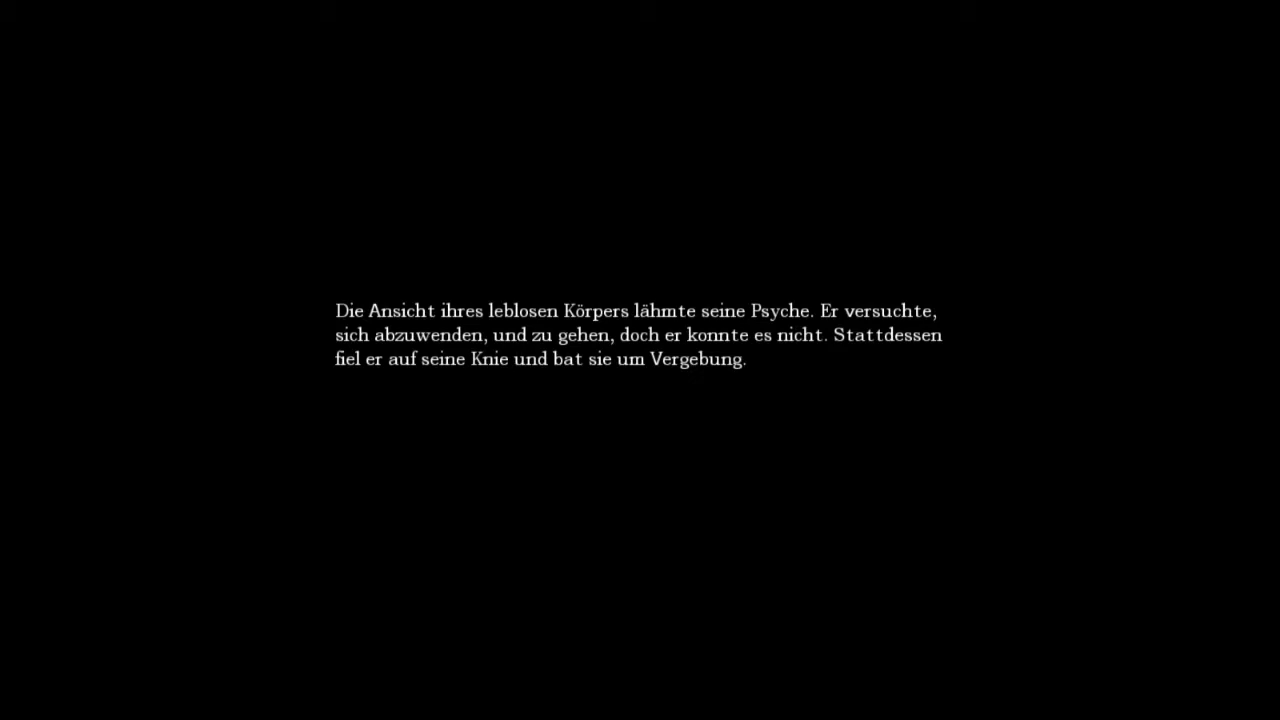 Die Ansicht ihres leblosen Körpers lähmte seine Psyche. Er versuchte,
sich abzuwenden, und zu gehen, doch er konnte es nicht. Stattdessen
fiel er auf seine Knie und bat sie um Vergebung.